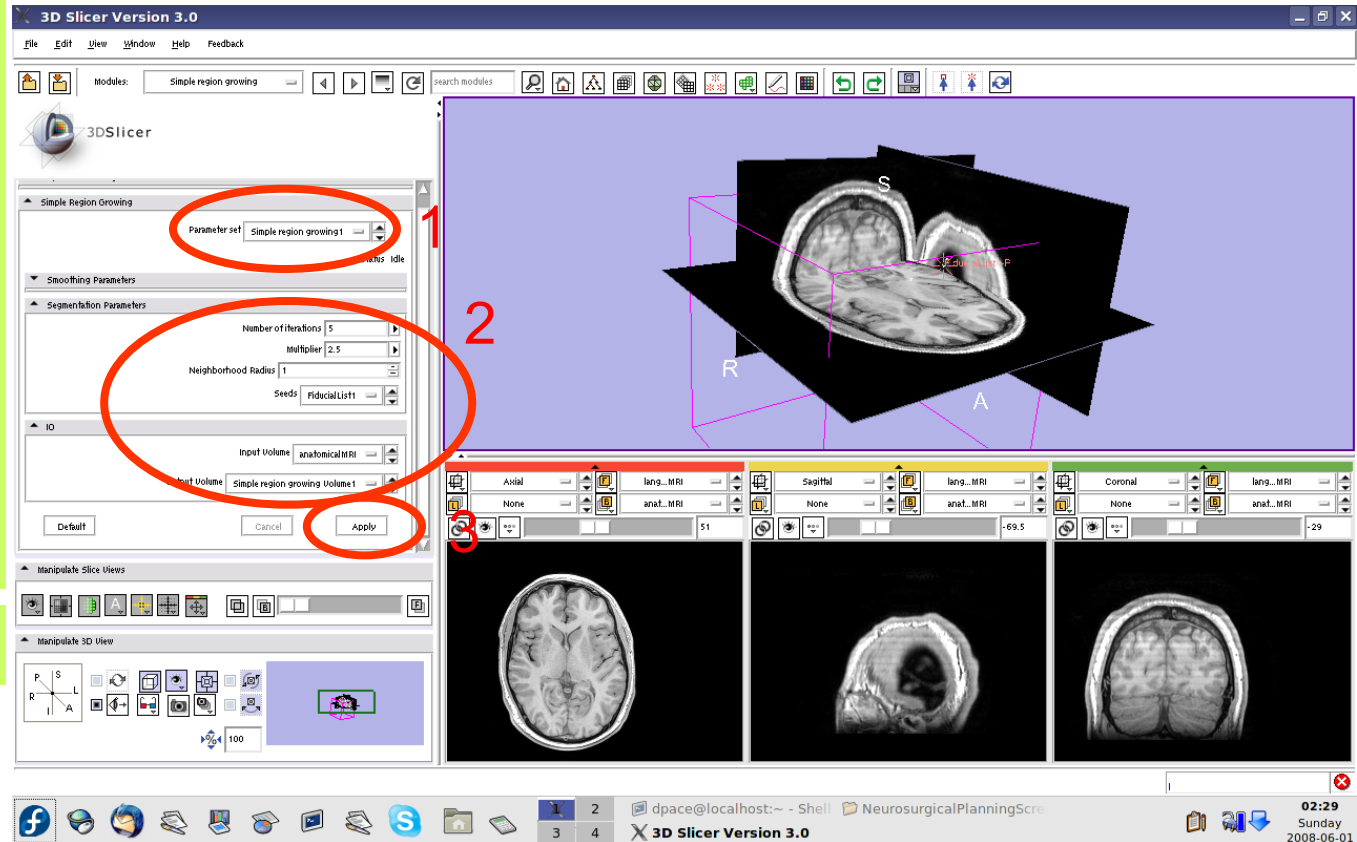 3D Slicer Version 3.0
File Edit View Window Help Feedback
Modules: Simple region growing search modules
3DSlicer
Simple Region Growing
Parameter set Simple region growing1
1
Status Idle
Smoothing Parameters
Segmentation Parameters
Number of iterations 5
Multiplier 2.5
Neighborhood Radius 1
Seeds FiducialList1
2
IO
Input Volume anatomicalMRI
Volume Simple region growing Volume1
Default Cancel Apply
3
Manipulate Slice Views
Manipulate 3D View
P S
R L
I A
100
S
R
A
Axial F lang...MRI
L None B anat...MRI
51
Sagittal F lang...MRI
L None B anat...MRI
-69.5
Coronal F lang...MRI
L None B anat...MRI
-29
1 2
3 4
dpace@localhost:~ - Shell
NeurosurgicalPlanningScre
3D Slicer Version 3.0
02:29
Sunday
2008-06-01